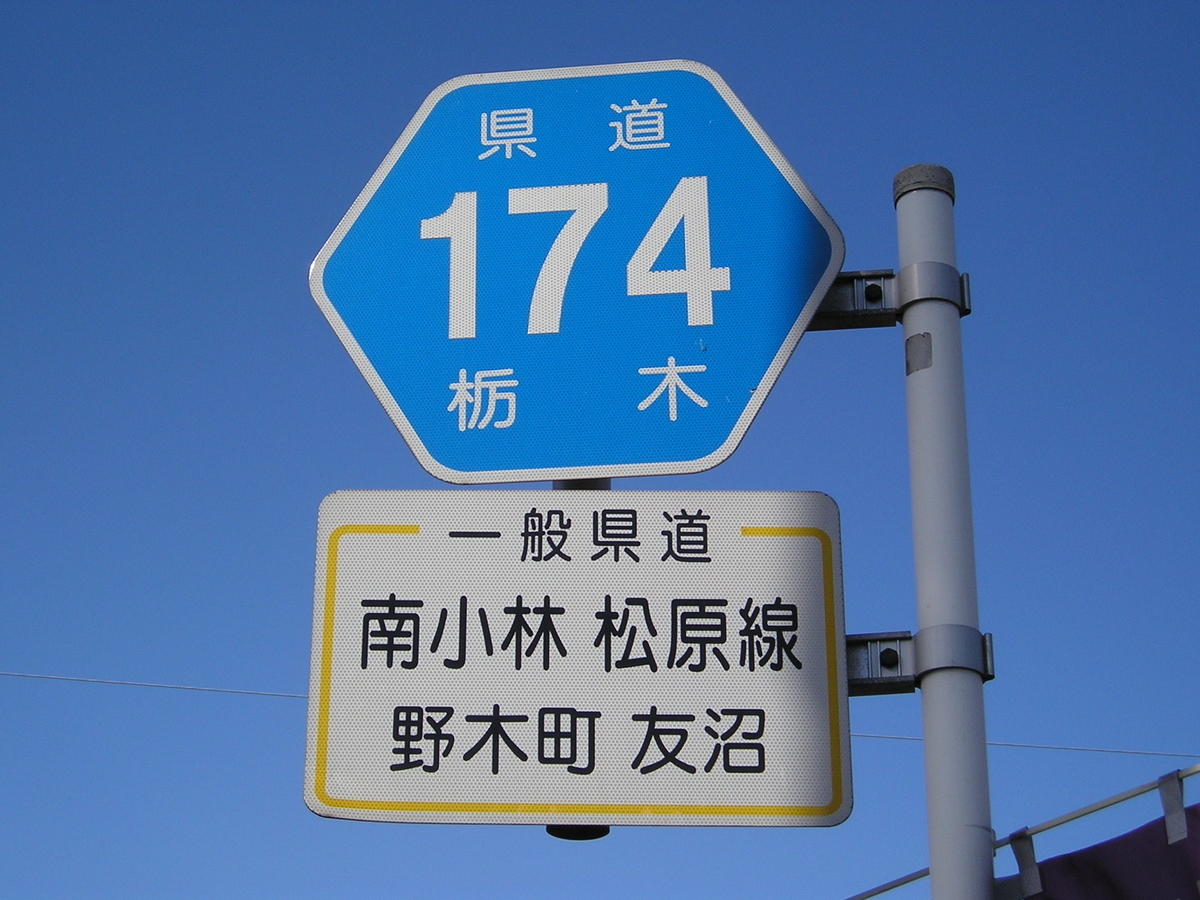 県道
174
栃木
一般県道
南小林 松原線
野木町 友沼